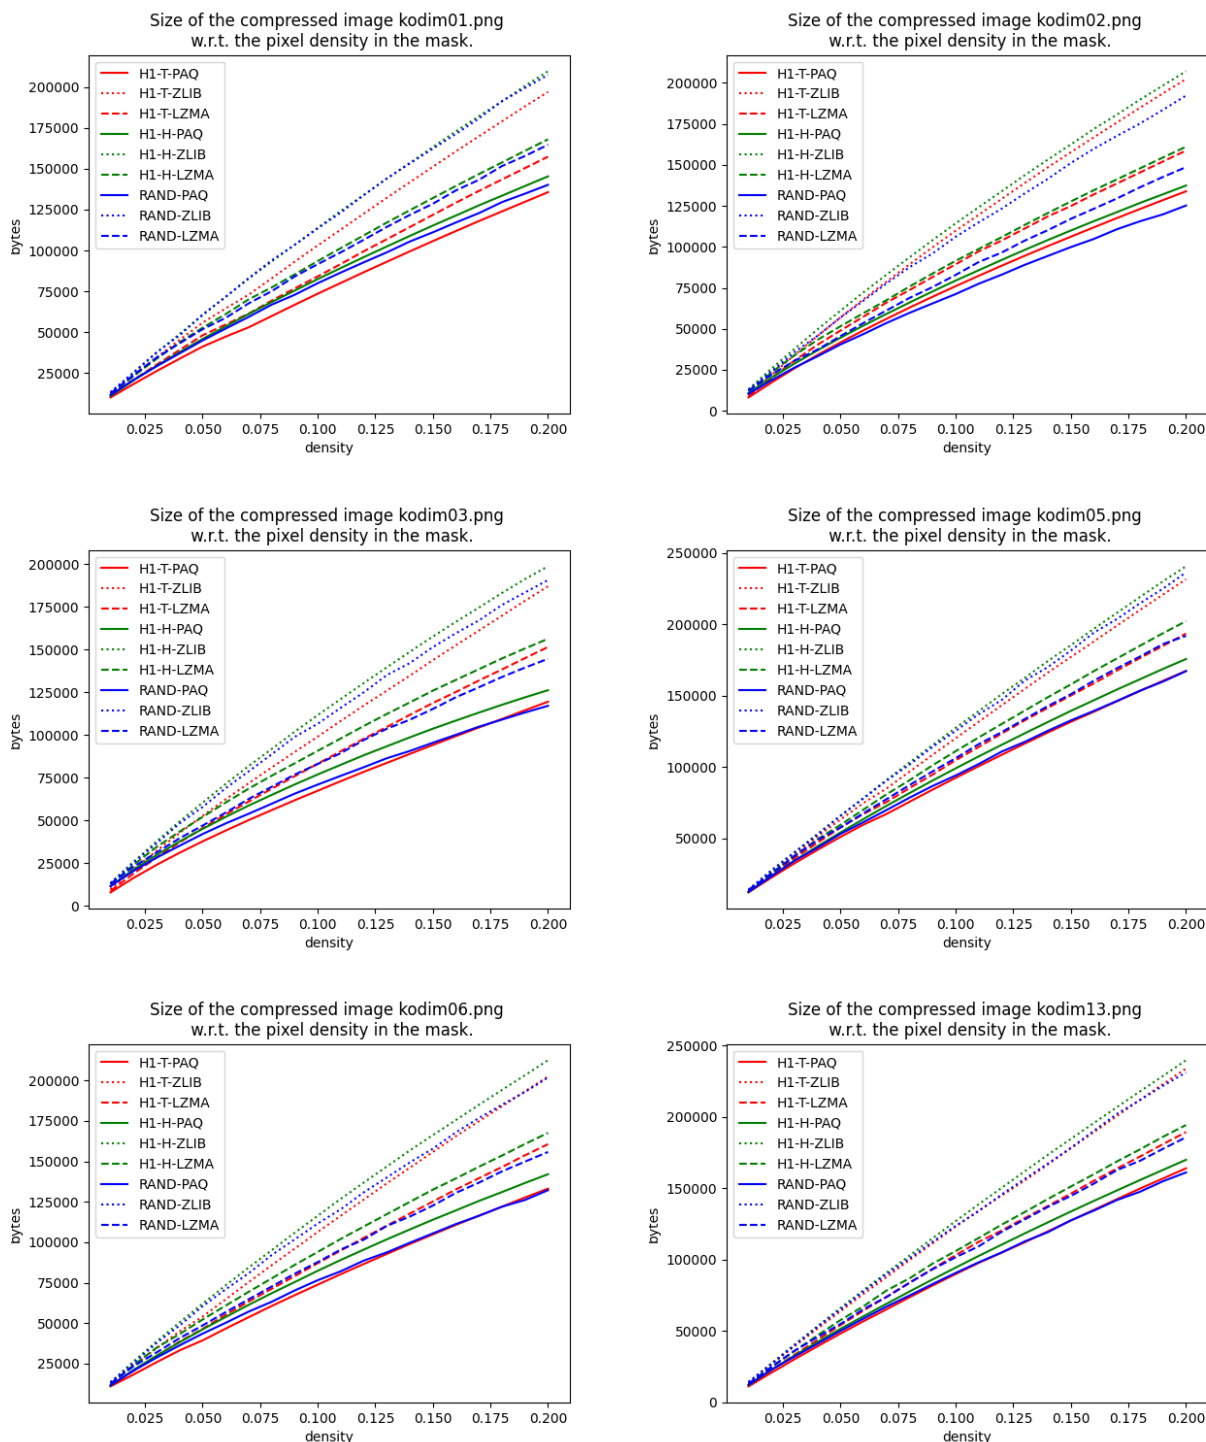 Size of the compressed image kodim01.png
w.r.t. the pixel density in the mask.
200000
175000
150000
125000
100000
75000
50000
25000
bytes
H1-T-PAQ
H1-T-ZLIB
H1-T-LZMA
H1-H-PAQ
H1-H-ZLIB
H1-H-LZMA
RAND-PAQ
RAND-ZLIB
RAND-LZMA
0.025 0.050 0.075 0.100 0.125 0.150 0.175 0.200
density
Size of the compressed image kodim02.png
w.r.t. the pixel density in the mask.
200000
175000
150000
125000
100000
75000
50000
25000
0
bytes
H1-T-PAQ
H1-T-ZLIB
H1-T-LZMA
H1-H-PAQ
H1-H-ZLIB
H1-H-LZMA
RAND-PAQ
RAND-ZLIB
RAND-LZMA
0.025 0.050 0.075 0.100 0.125 0.150 0.175 0.200
density
Size of the compressed image kodim03.png
w.r.t. the pixel density in the mask.
200000
175000
150000
125000
100000
75000
50000
25000
0
bytes
H1-T-PAQ
H1-T-ZLIB
H1-T-LZMA
H1-H-PAQ
H1-H-ZLIB
H1-H-LZMA
RAND-PAQ
RAND-ZLIB
RAND-LZMA
0.025 0.050 0.075 0.100 0.125 0.150 0.175 0.200
density
Size of the compressed image kodim05.png
w.r.t. the pixel density in the mask.
250000
200000
150000
100000
50000
bytes
H1-T-PAQ
H1-T-ZLIB
H1-T-LZMA
H1-H-PAQ
H1-H-ZLIB
H1-H-LZMA
RAND-PAQ
RAND-ZLIB
RAND-LZMA
0.025 0.050 0.075 0.100 0.125 0.150 0.175 0.200
density
Size of the compressed image kodim06.png
w.r.t. the pixel density in the mask.
200000
175000
150000
125000
100000
75000
50000
25000
bytes
H1-T-PAQ
H1-T-ZLIB
H1-T-LZMA
H1-H-PAQ
H1-H-ZLIB
H1-H-LZMA
RAND-PAQ
RAND-ZLIB
RAND-LZMA
0.025 0.050 0.075 0.100 0.125 0.150 0.175 0.200
density
Size of the compressed image kodim13.png
w.r.t. the pixel density in the mask.
250000
200000
150000
100000
50000
0
bytes
H1-T-PAQ
H1-T-ZLIB
H1-T-LZMA
H1-H-PAQ
H1-H-ZLIB
H1-H-LZMA
RAND-PAQ
RAND-ZLIB
RAND-LZMA
0.025 0.050 0.075 0.100 0.125 0.150 0.175 0.200
density